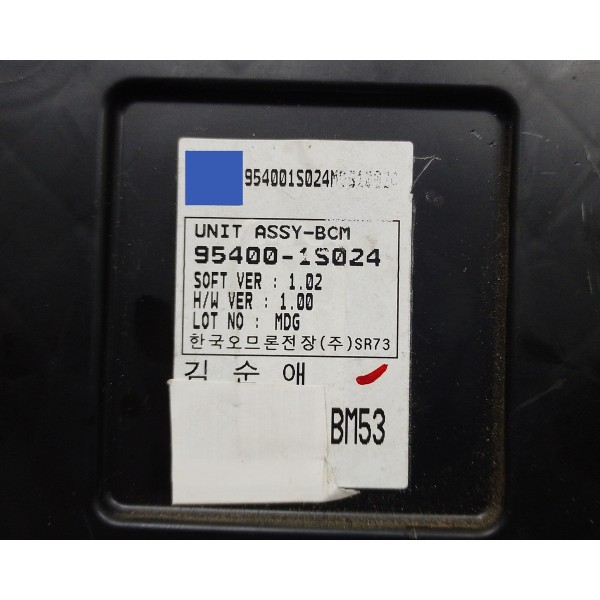 954001S024
UNIT ASSY-BCM
95400-1S024
SOFT VER : 1.02
H/W VER : 1.00
LOT NO : MDG
한국오므론전장(주)SR73
김 순 애
BM53